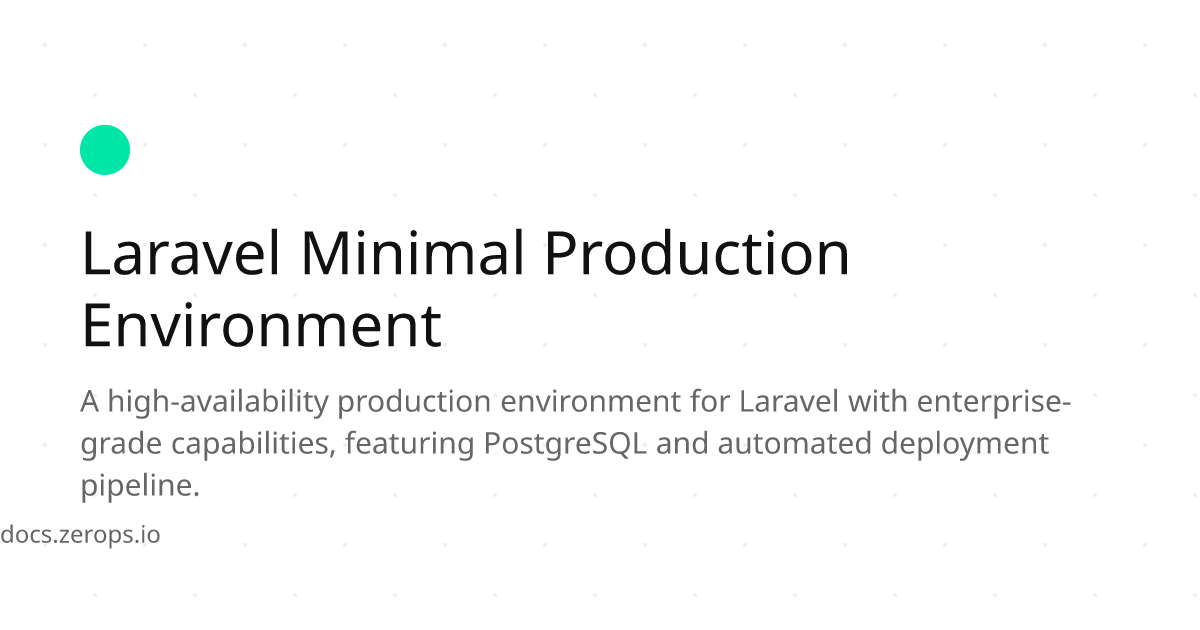 Laravel Minimal Production
Environment
A high-availability production environment for Laravel with enterprise-
grade capabilities, featuring PostgreSQL and automated deployment
pipeline.
docs.zerops.io